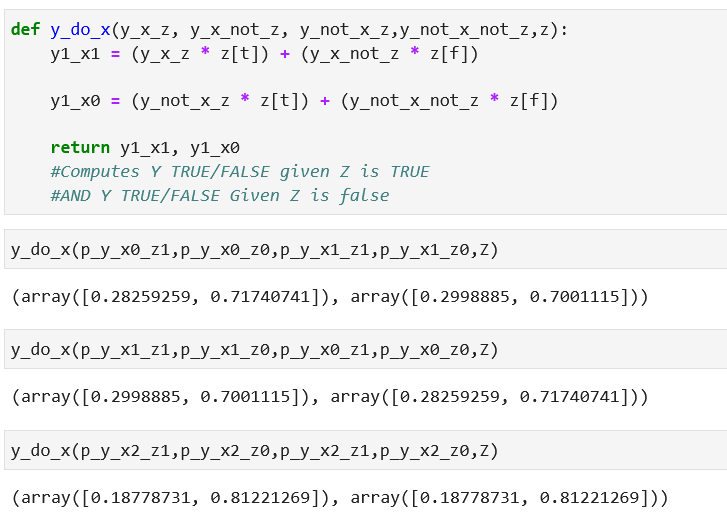 def y_do_x(y_x_z, y_x_not_z, y_not_x_z,y_not_x_not_z,z):
    y1_x1 = (y_x_z * z[t]) + (y_x_not_z * z[f])
    y1_x0 = (y_not_x_z * z[t]) + (y_not_x_not_z * z[f])
    return y1_x1, y1_x0
    #Computes Y TRUE/FALSE given Z is TRUE
    #AND Y TRUE/FALSE Given Z is false
y_do_x(p_y_x0_z1,p_y_x0_z0,p_y_x1_z1,p_y_x1_z0,Z)
(array([0.28259259, 0.71740741]), array([0.2998885, 0.7001115]))
y_do_x(p_y_x1_z1,p_y_x1_z0,p_y_x0_z1,p_y_x0_z0,Z)
(array([0.2998885, 0.7001115]), array([0.28259259, 0.71740741]))
y_do_x(p_y_x2_z1,p_y_x2_z0,p_y_x2_z1,p_y_x2_z0,Z)
(array([0.18778731, 0.81221269]), array([0.18778731, 0.81221269]))